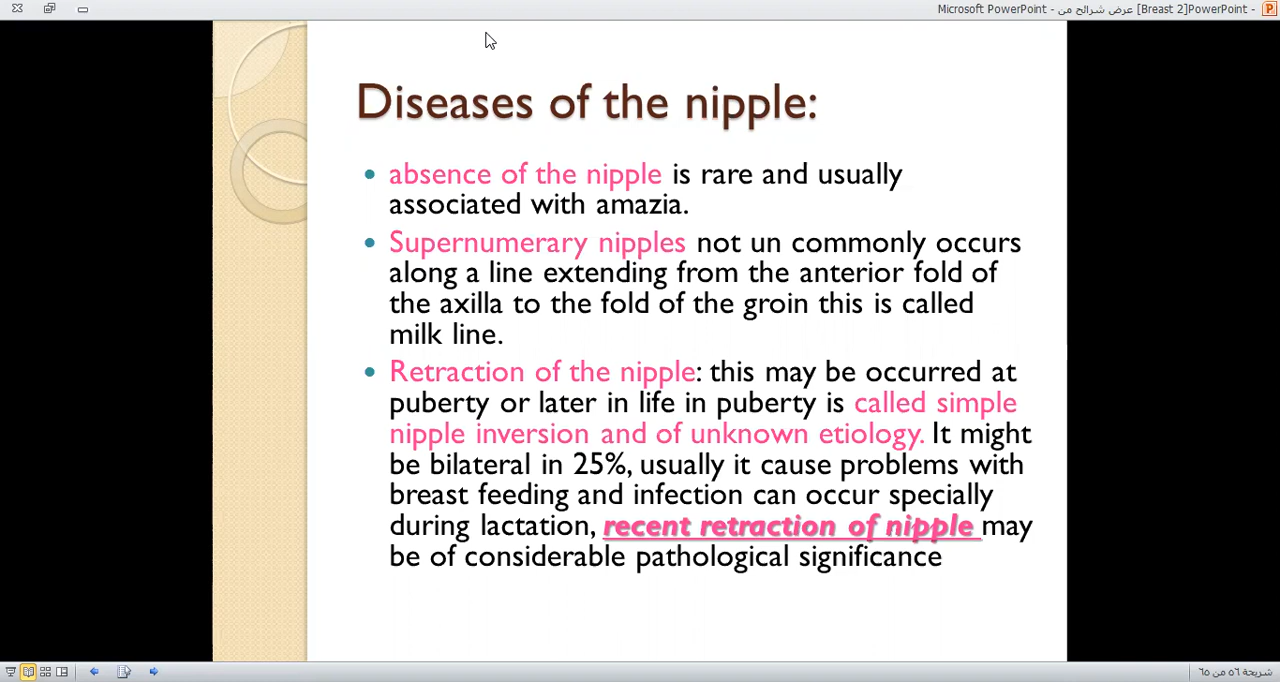 Microsoft PowerPoint - عرض شرائح من [Breast 2]PowerPoint -
Diseases of the nipple:
• absence of the nipple is rare and usually
associated with amazia.
• Supernumerary nipples not un commonly occurs
along a line extending from the anterior fold of
the axilla to the fold of the groin this is called
milk line.
• Retraction of the nipple: this may be occurred at
puberty or later in life in puberty is called simple
nipple inversion and of unknown etiology. It might
be bilateral in 25%, usually it cause problems with
breast feeding and infection can occur specially
during lactation, recent retraction of nipple may
be of considerable pathological significance
شريحة ٥٦ من ٦٥